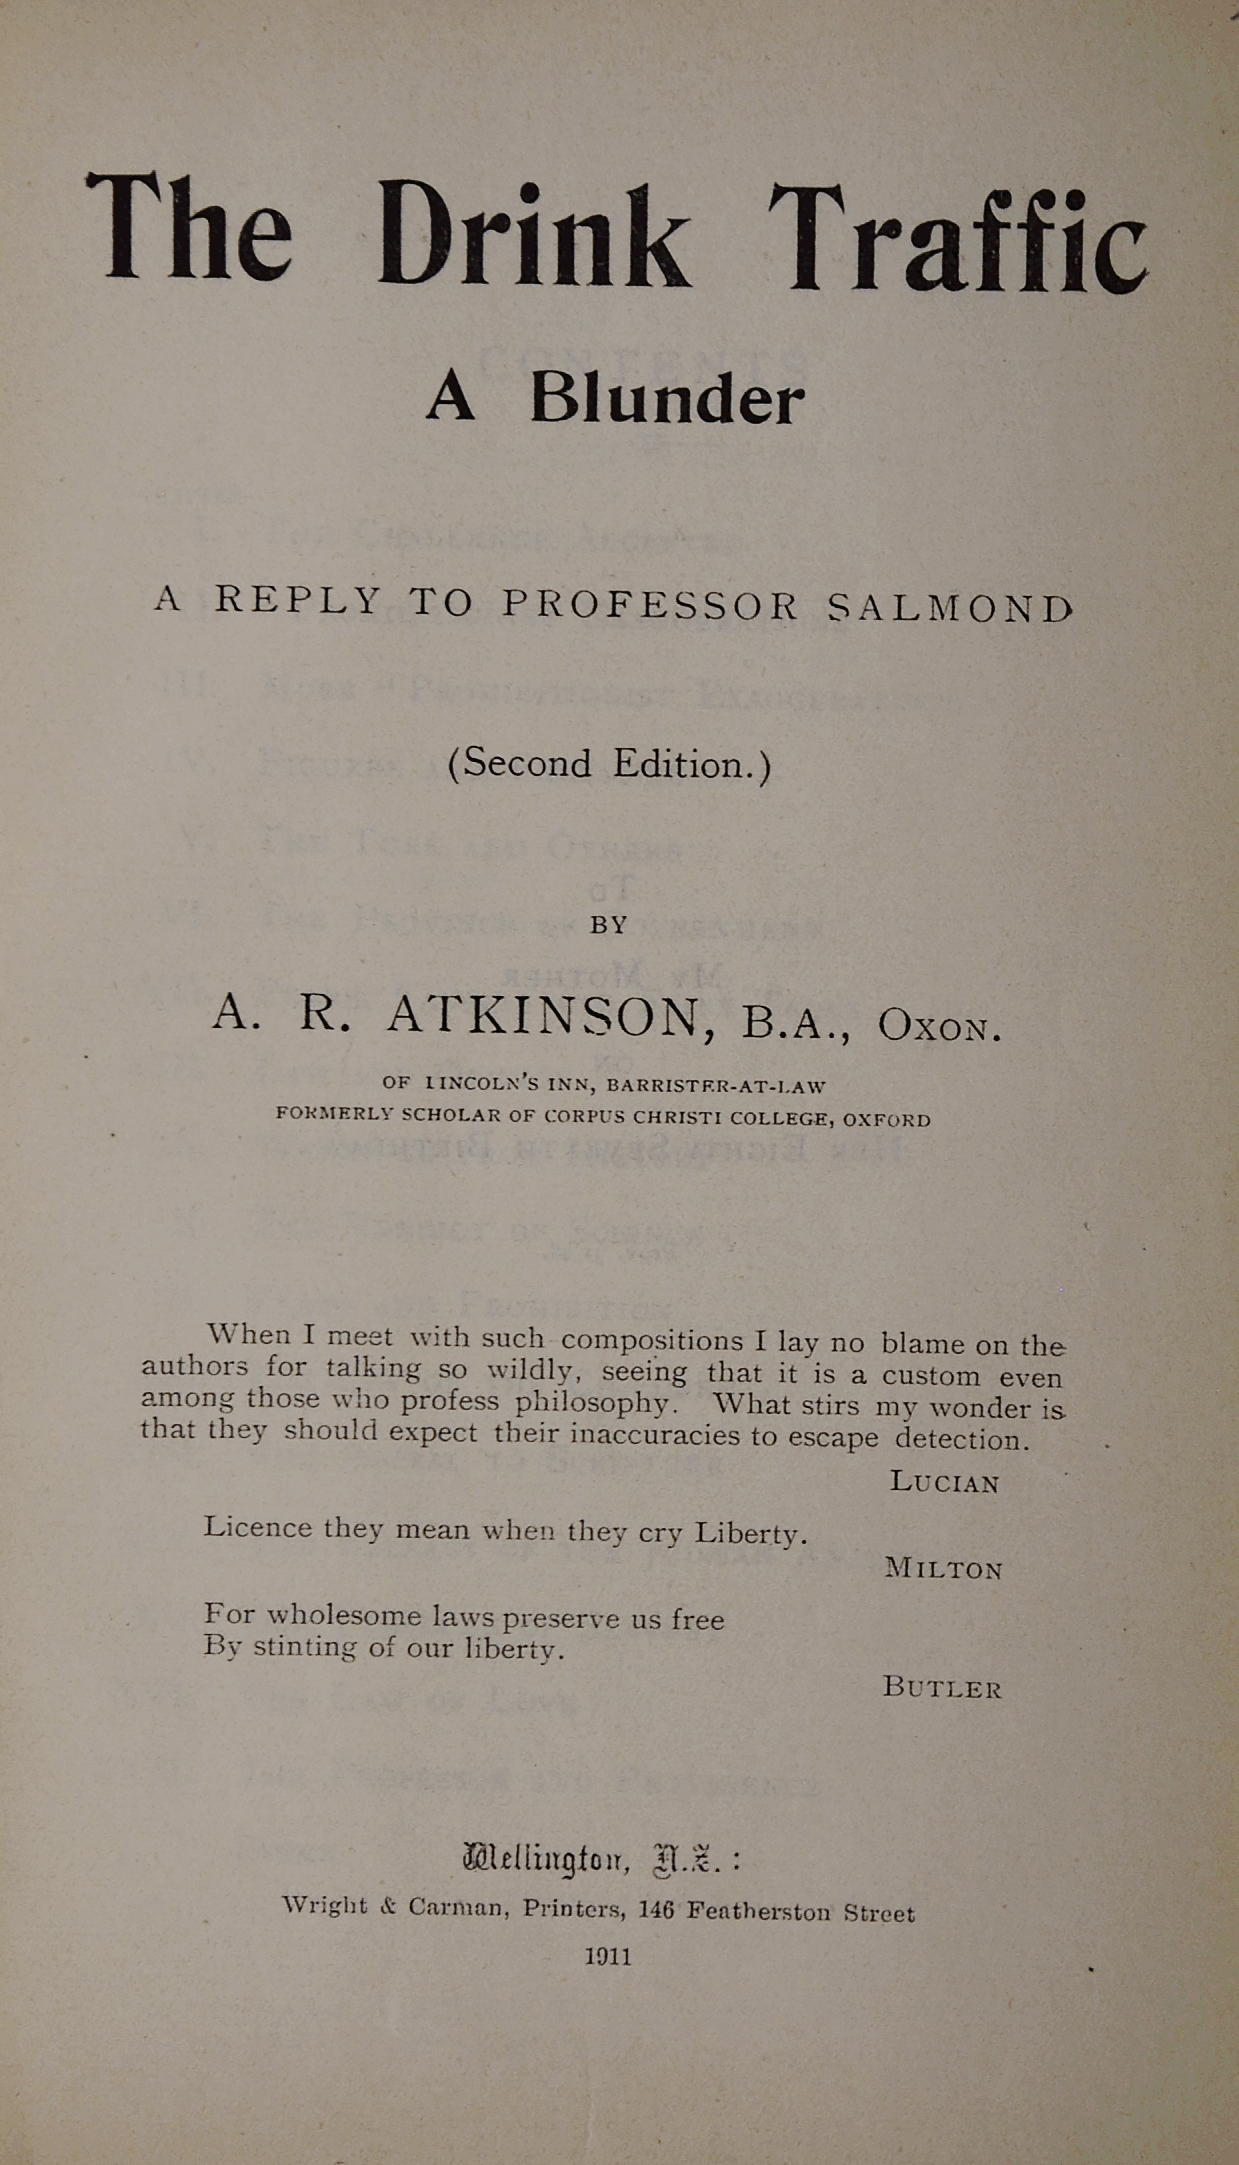 The Drink Traffic
A Blunder
A REPLY TO PROFESSOR SALMOND
(Second Edition.)
BY
A. R. ATKINSON, B.A., OXON.
OF LINCOLN'S INN, BARRISTER-AT-LAW
FORMERLY SCHOLAR OF CORPUS CHRISTI COLLEGE, OXFORD
When I meet with such compositions I lay no blame on the
authors for talking so wildly, seeing that it is a custom even
among those who profess philosophy. What stirs my wonder is
that they should expect their inaccuracies to escape detection.
LUCIAN
Licence they mean when they cry Liberty.
MILTON
For wholesome laws preserve us free
By stinting of our liberty.
BUTLER
Wellington, N.Z. :
Wright & Carman, Printers, 146 Featherston Street
1911